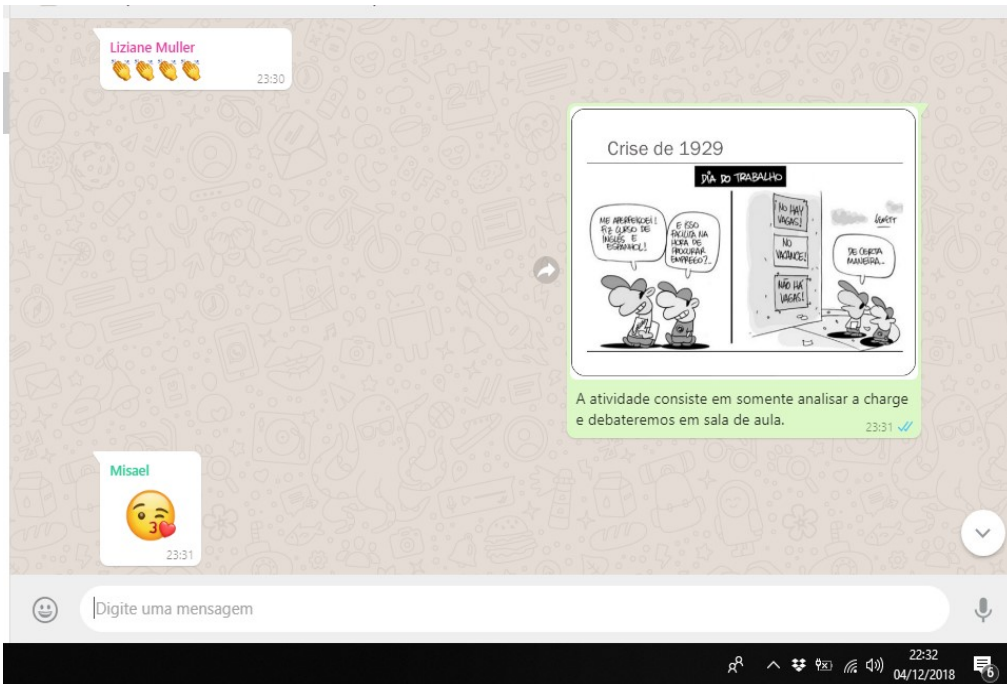 Liziane Muller
23:30
Crise de 1929
DIA DO TRABALHO
ME APERFEIÇOEI!
FIZ CURSO DE
INGLÊS E
ESPANHOL!
E ISSO
FACILITA NA
HORA DE
PROCURAR
EMPREGO?..
NO HAY
VAGAS!
NO
VACANCE!
NÃO HÁ
VAGAS!
DE CERTA
MANEIRA...
A atividade consiste em somente analisar a charge
e debateremos em sala de aula.
23:31
Misael
23:31
Digite uma mensagem
22:32
04/12/2018
6